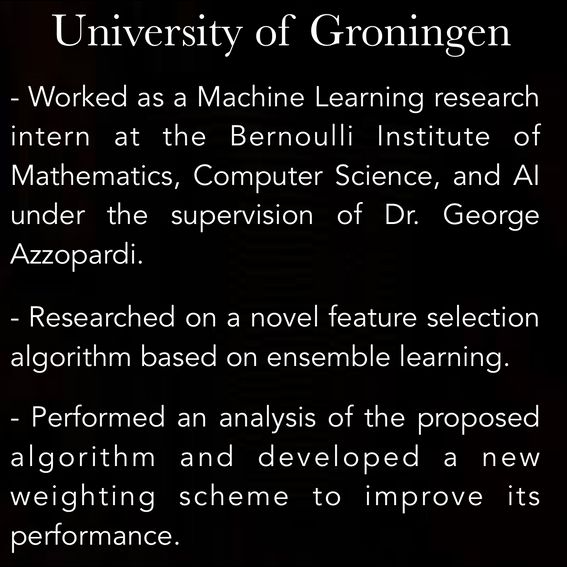 University of Groningen
- Worked as a Machine Learning research
intern at the Bernoulli Institute of
Mathematics, Computer Science, and AI
under the supervision of Dr. George
Azzopardi.
- Researched on a novel feature selection
algorithm based on ensemble learning.
- Performed an analysis of the proposed
algorithm and developed a new
weighting scheme to improve its
performance.